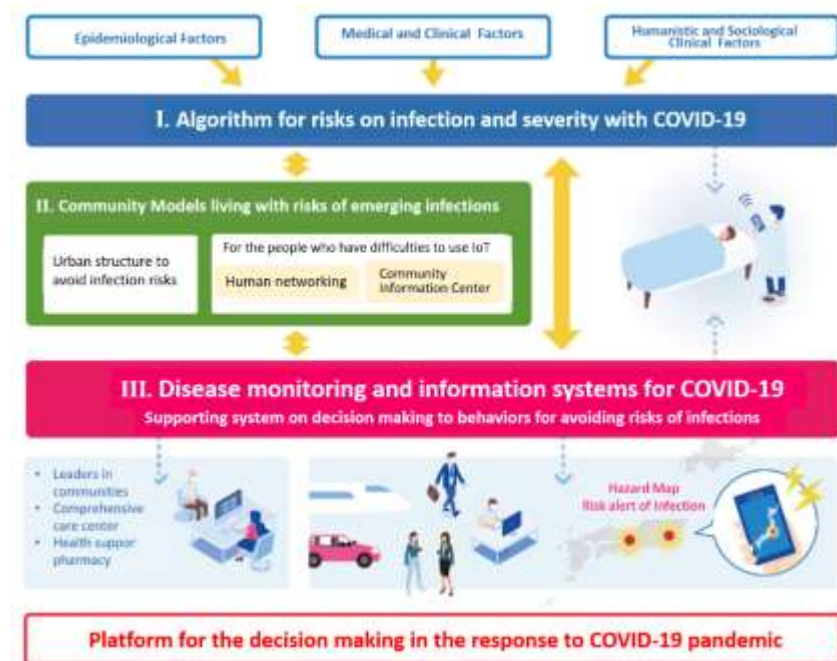 Epidemiological Factors
Medical and Clinical Factors
Humanistic and Sociological
Clinical Factors
I. Algorithm for risks on infection and severity with COVID-19
II. Community Models living with risks of emerging infections
Urban structure to
avoid infection risks
For the people who have difficulties to use IoT?
Human networking
Community
Information Center
III. Disease monitoring and information systems for COVID-19
Supporting system on decision making to behaviors for avoiding risks of infections
• Leaders in
communities
• Comprehensive
care center
• Health suppor
pharmacy
Hazard Map
Risk alert of Infection
Platform for the decision making in the response to COVID-19 pandemic